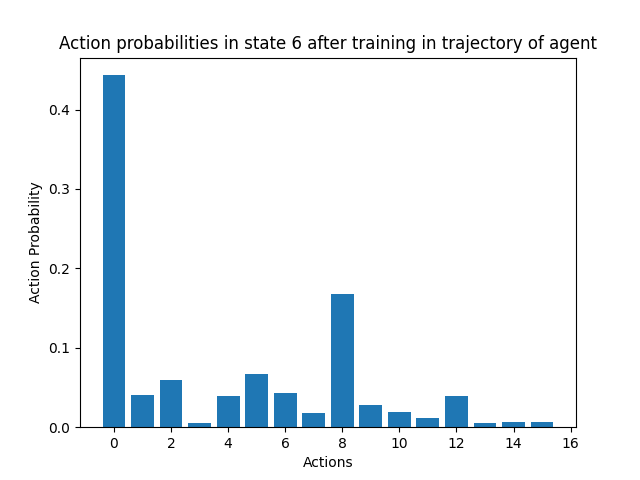 Action probabilities in state 6 after training in trajectory of agent
0.4
0.3
0.2
0.1
0.0
Action Probability
0 2 4 6 8 10 12 14 16
Actions